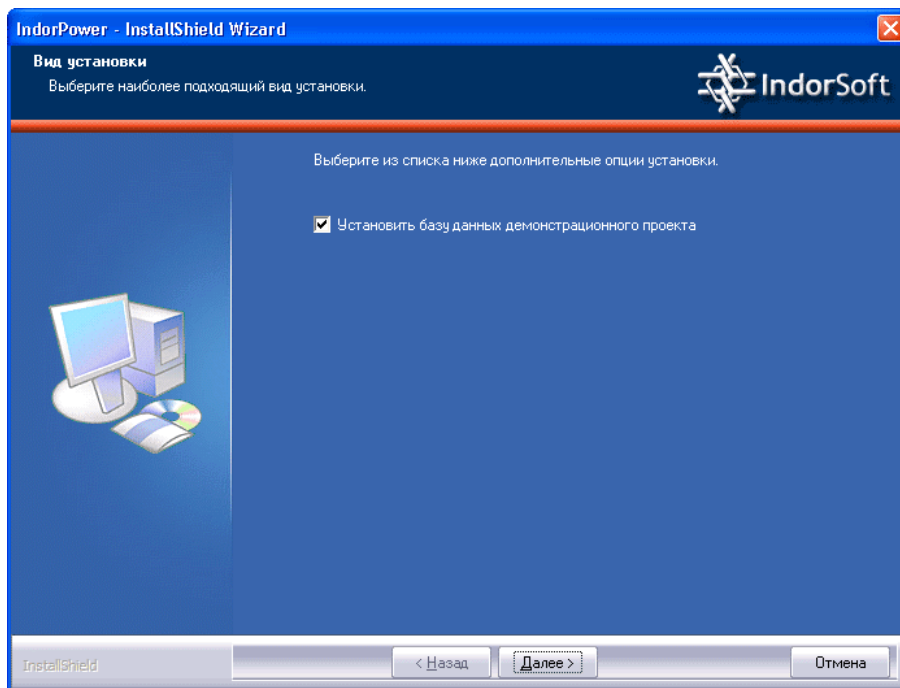 IndorPower - InstallShield Wizard
Вид установки
Выберите наиболее подходящий вид установки.
IndorSoft
Выберите из списка ниже дополнительные опции установки.
Установить базу данных демонстрационного проекта
InstallShield
< Назад
Далее >
Отмена